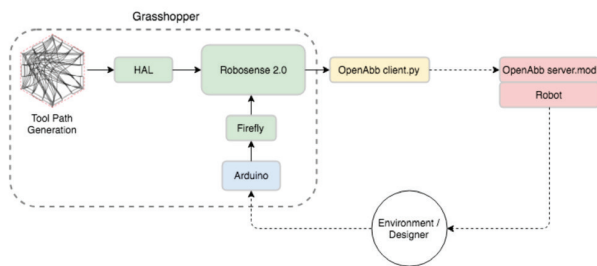 Grasshopper
HAL
Robosense 2.0
OpenAbb client.py
OpenAbb server.mod
Robot
Tool Path
Generation
Firefly
Arduino
Environment /
Designer